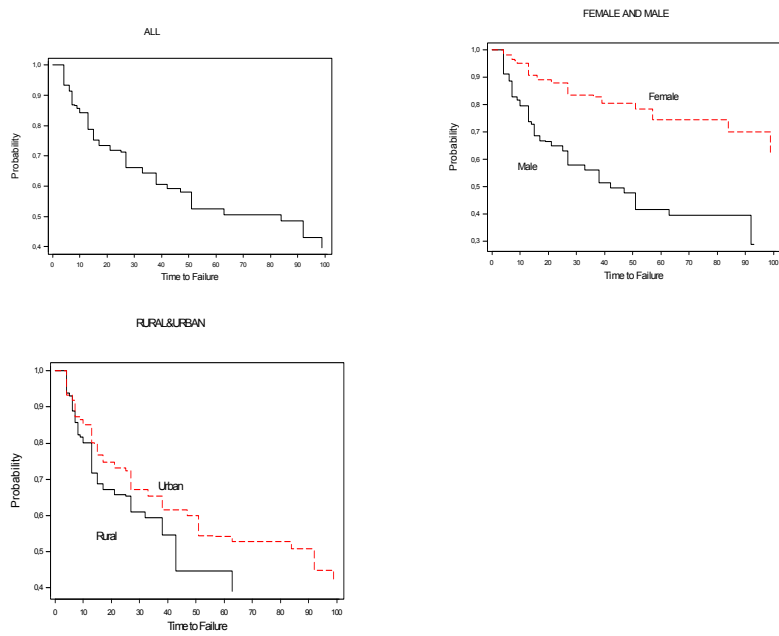 ALL
Probability
1,0
0,9
0,8
0,7
0,6
0,5
0,4
0 10 20 30 40 50 60 70 80 90 100
Time to Failure
FEMALE AND MALE
Probability
1,0
0,9
0,8
0,7
0,6
0,5
0,4
0,3
Female
Male
0 10 20 30 40 50 60 70 80 90 100
Time to Failure
RURAL&URBAN
Probability
1,0
0,9
0,8
0,7
0,6
0,5
0,4
Urban
Rural
0 10 20 30 40 50 60 70 80 90 100
Time to Failure